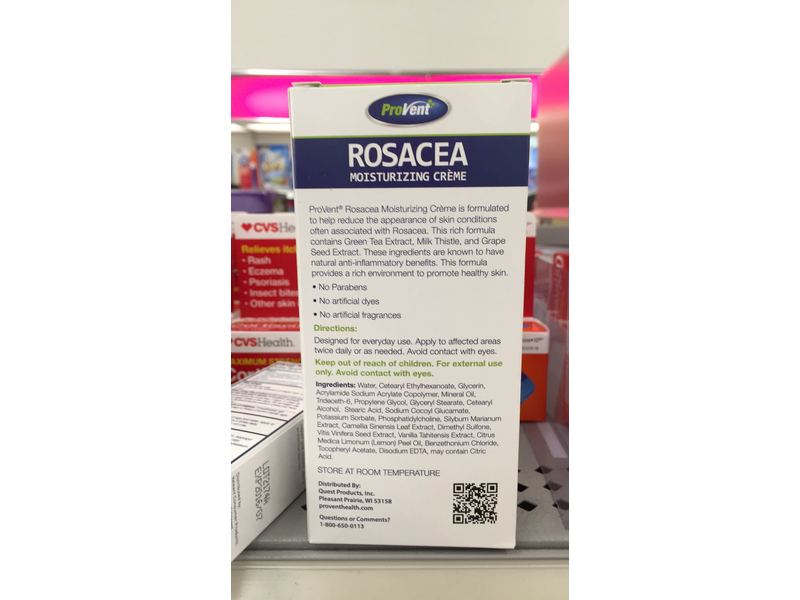 ProVent
ROSACEA
MOISTURIZING CRÈME
ProVent® Rosacea Moisturizing Crème is formulated
to help reduce the appearance of skin conditions
often associated with Rosacea. This rich formula
contains Green Tea Extract, Milk Thistle, and Grape
Seed Extract. These ingredients are known to have
natural anti-inflammatory benefits. This formula
provides a rich environment to promote healthy skin.
• No Parabens
• No artificial dyes
• No artificial fragrances
Directions:
Designed for everyday use. Apply to affected areas
twice daily or as needed. Avoid contact with eyes.
Keep out of reach of children. For external use
only. Avoid contact with eyes.
Ingredients: Water, Cetearyl Ethylhexanoate, Glycerin,
Acrylamide Sodium Acrylate Copolymer, Mineral Oil,
Trideceth-6, Propylene Glycol, Glyceryl Stearate, Cetearyl
Alcohol, Stearic Acid, Sodium Cocoyl Glucamate,
Potassium Sorbate, Phosphatidylcholine, Silybum Marianum
Extract, Camellia Sinensis Leaf Extract, Dimethyl Sulfone,
Vitis Vinifera Seed Extract, Vanilla Tahitensis Extract, Citrus
Medica Limonum (Lemon) Peel Oil, Benzethonium Chloride,
Tocopheryl Acetate, Disodium EDTA, may contain Citric
Acid.
STORE AT ROOM TEMPERATURE
Distributed By:
Quest Products, Inc.
Pleasant Prairie, WI 53158
proventhealth.com
Questions or Comments?
1-800-650-0113
CVSHe
Relieves itc
• Rash
• Eczema
• Psoriasis
• Insect bites
• Other skin
CVSHealth.
MAXIMUM STRE
LOT2174A
EXP2016/07